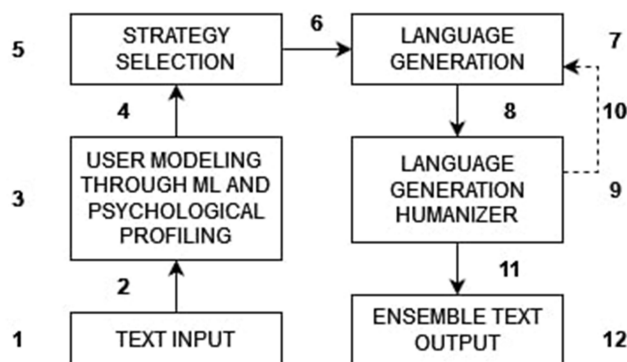 6
5
STRATEGY
SELECTION
LANGUAGE
GENERATION
7
4
8
10
3
USER MODELING
THROUGH ML AND
PSYCHOLOGICAL
PROFILING
LANGUAGE
GENERATION
HUMANIZER
9
2
11
1
TEXT INPUT
ENSEMBLE TEXT
OUTPUT
12